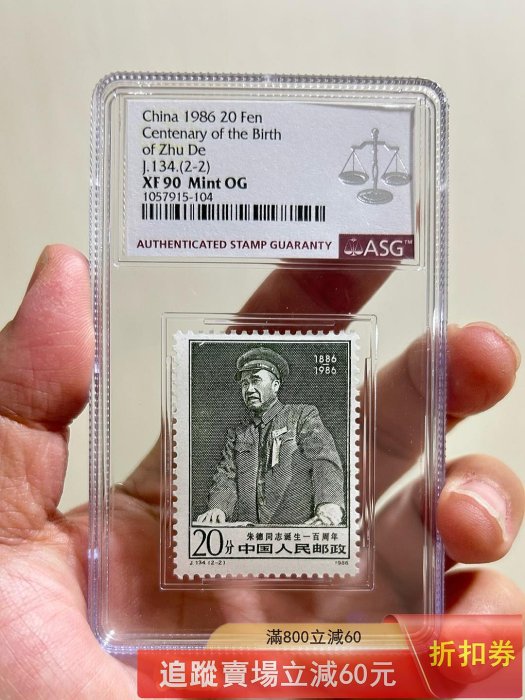 China 1986 20 Fen
Centenary of the Birth
of Zhu De
J.134.(2-2)
XF 90 Mint OG
1057915-104
AUTHENTICATED STAMP GUARANTY ASG™
1886
1986
朱德同志诞生一百周年
20分 中国人民邮政
J.134.(2-2) 1986
滿800立減60
追蹤賣場立減60元
折扣券